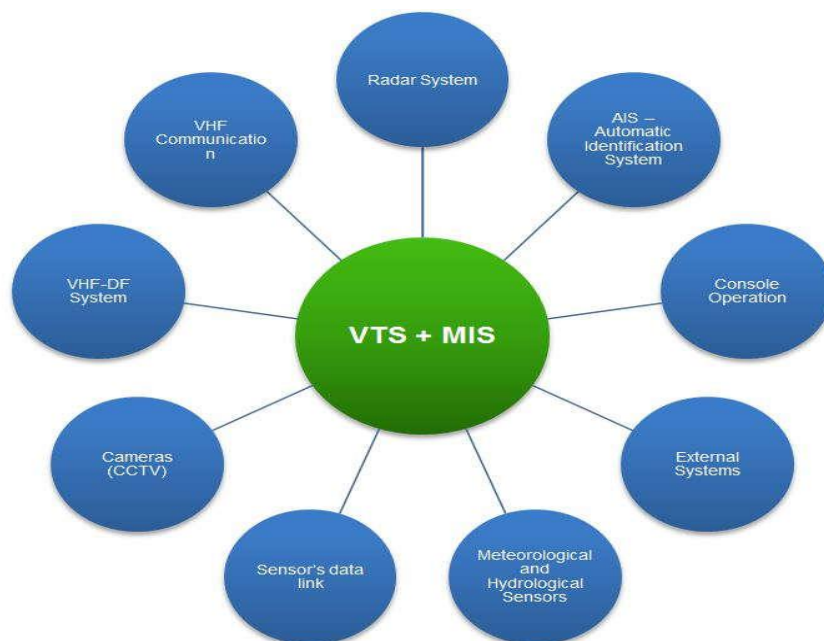 Radar System
AIS –
Automatic
Identification
System
Console
Operation
External
Systems
Meteorological
and
Hydrological
Sensors
Sensor's data
link
Cameras
(CCTV)
VHF-DF
System
VHF
Communicatio
n
VTS + MIS